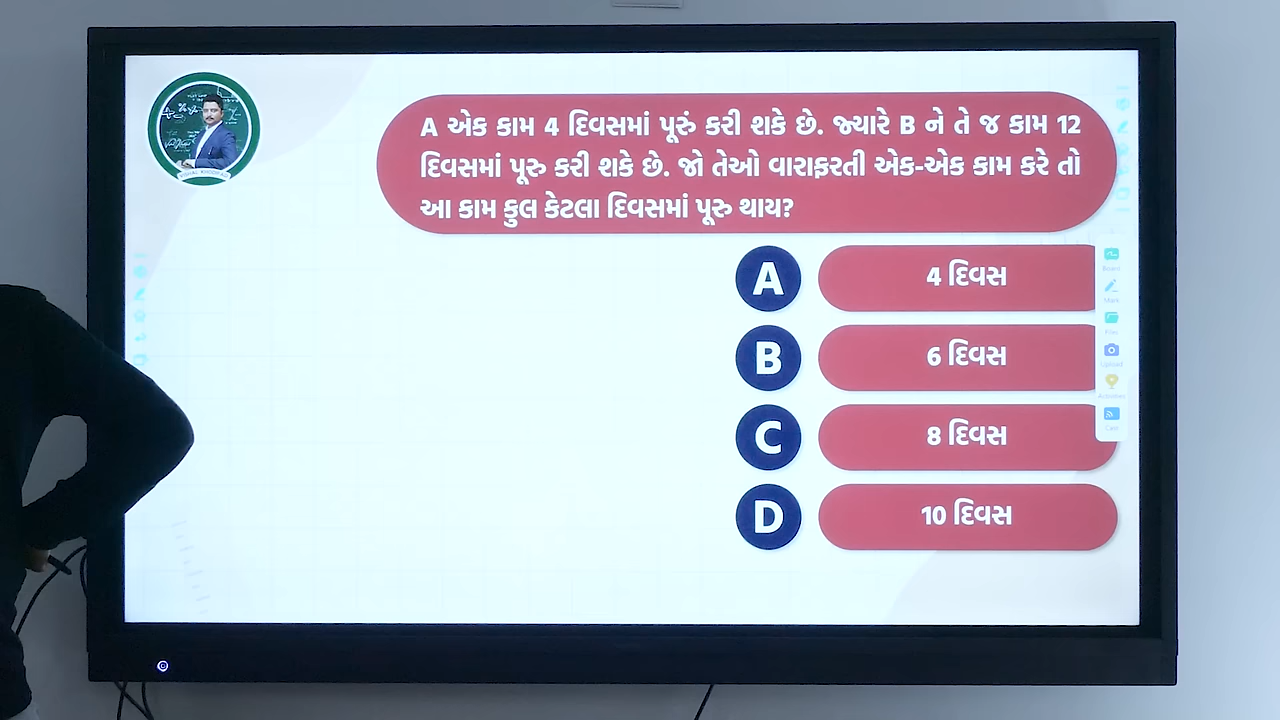 A એક કામ 4 દિવસમાં પૂરું કરી શકે છે. જ્યારે B ને તે જ કામ 12
દિવસમાં પૂરુ કરી શકે છે. જો તેઓ વારાફરતી એક-એક કામ કરે તો
આ કામ કુલ કેટલા દિવસમાં પૂરુ થાય?
A 4 દિવસ
B 6 દિવસ
C 8 દિવસ
D 10 દિવસ